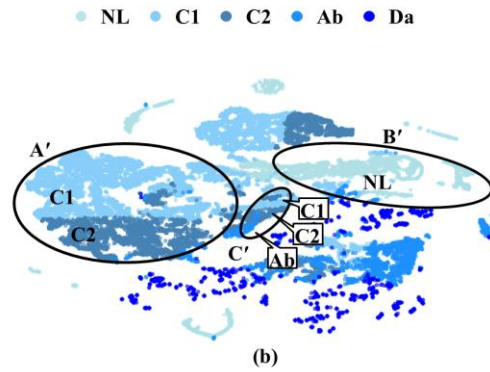 NL C1 C2 Ab Da
A′ B′
C1 NL C1
C2 C2
C′ Ab
(b)